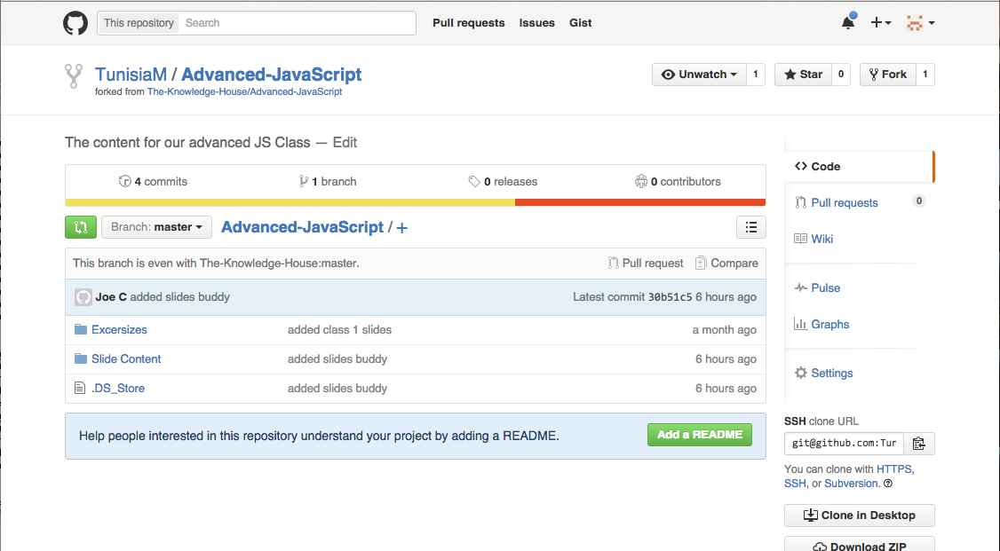 This repository Search Pull requests Issues Gist
TunisiaM / Advanced-JavaScript
forked from The-Knowledge-House/Advanced-JavaScript
Unwatch 1 Star 0 Fork 1
The content for our advanced JS Class — Edit
4 commits 1 branch 0 releases 0 contributors
Branch: master Advanced-JavaScript / +
This branch is even with The-Knowledge-House:master. Pull request Compare
Joe C added slides buddy Latest commit 30b51c5 6 hours ago
Excersizes added class 1 slides a month ago
Slide Content added slides buddy 6 hours ago
.DS_Store added slides buddy 6 hours ago
Help people interested in this repository understand your project by adding a README. Add a README
Code
Pull requests 0
Wiki
Pulse
Graphs
Settings
SSH clone URL
git@github.com:Tur
You can clone with HTTPS,
SSH, or Subversion.
Clone in Desktop
Download ZIP